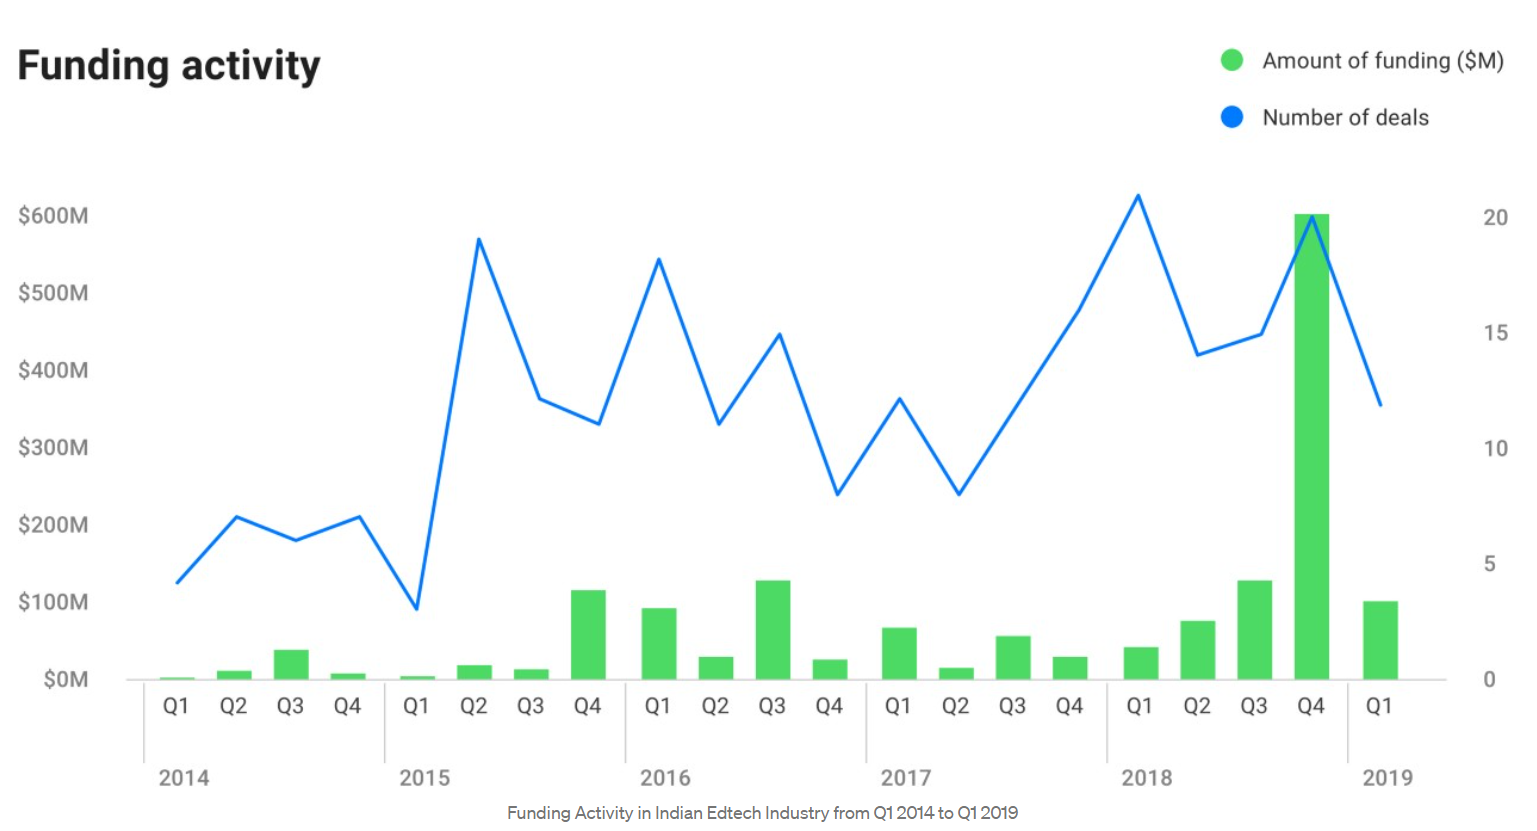 Funding activity
Amount of funding ($M)
Number of deals
$600M
$500M
$400M
$300M
$200M
$100M
$0M
20
15
10
5
0
Q1 Q2 Q3 Q4 Q1 Q2 Q3 Q4 Q1 Q2 Q3 Q4 Q1 Q2 Q3 Q4 Q1 Q2 Q3 Q4 Q1
2014 2015 2016 2017 2018 2019
Funding Activity in Indian Edtech Industry from Q1 2014 to Q1 2019